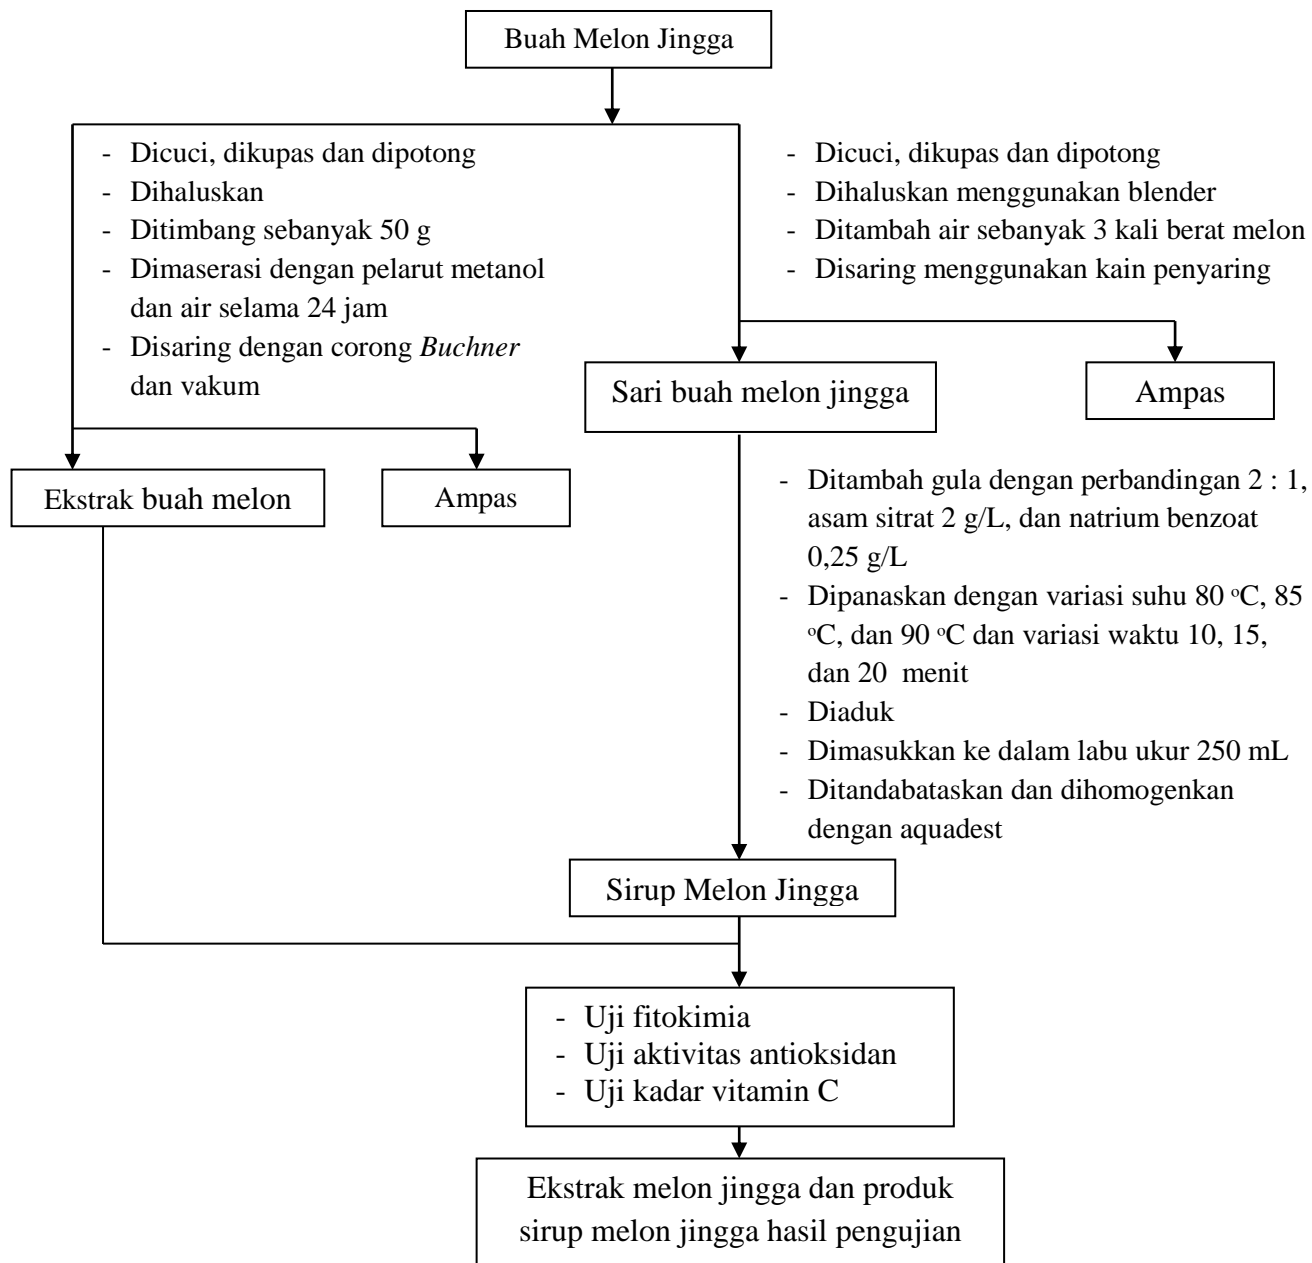 Buah Melon Jingga
- Dicuci, dikupas dan dipotong
- Dihaluskan
- Ditimbang sebanyak 50 g
- Dimaserasi dengan pelarut metanol
dan air selama 24 jam
- Disaring dengan corong Buchner
dan vakum
- Dicuci, dikupas dan dipotong
- Dihaluskan menggunakan blender
- Ditambah air sebanyak 3 kali berat melon
- Disaring menggunakan kain penyaring
Sari buah melon jingga
Ampas
Ekstrak buah melon
Ampas
- Ditambah gula dengan perbandingan 2 : 1,
asam sitrat 2 g/L, dan natrium benzoat
0,25 g/L
- Dipanaskan dengan variasi suhu 80 °C, 85
°C, dan 90 °C dan variasi waktu 10, 15,
dan 20 menit
- Diaduk
- Dimasukkan ke dalam labu ukur 250 mL
- Ditandabataskan dan dihomogenkan
dengan aquadest
Sirup Melon Jingga
- Uji fitokimia
- Uji aktivitas antioksidan
- Uji kadar vitamin C
Ekstrak melon jingga dan produk
sirup melon jingga hasil pengujian